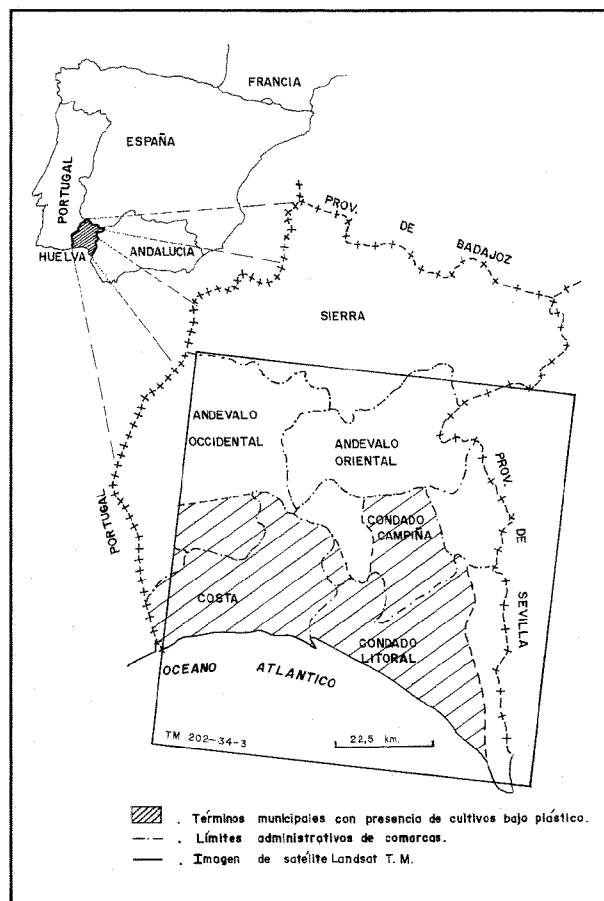 FRANCIA
ESPAÑA
PORTUGAL
HUELVA
ANDALUCIA
PROV.
DE
BADAJOZ
SIERRA
ANDEVALO
OCCIDENTAL
ANDEVALO
ORIENTAL
PROV.
DE
SEVILLA
PORTUGAL
CONDADO
CAMPIÑA
COSTA
CONDADO
LITORAL
OCEANO ATLANTICO
TM 202-34-3
22,5 km.
. Términos municipales con presencia de cultivos bajo plástico.
. Límites administrativos de comarcas.
. Imagen de satélite Landsat T. M.